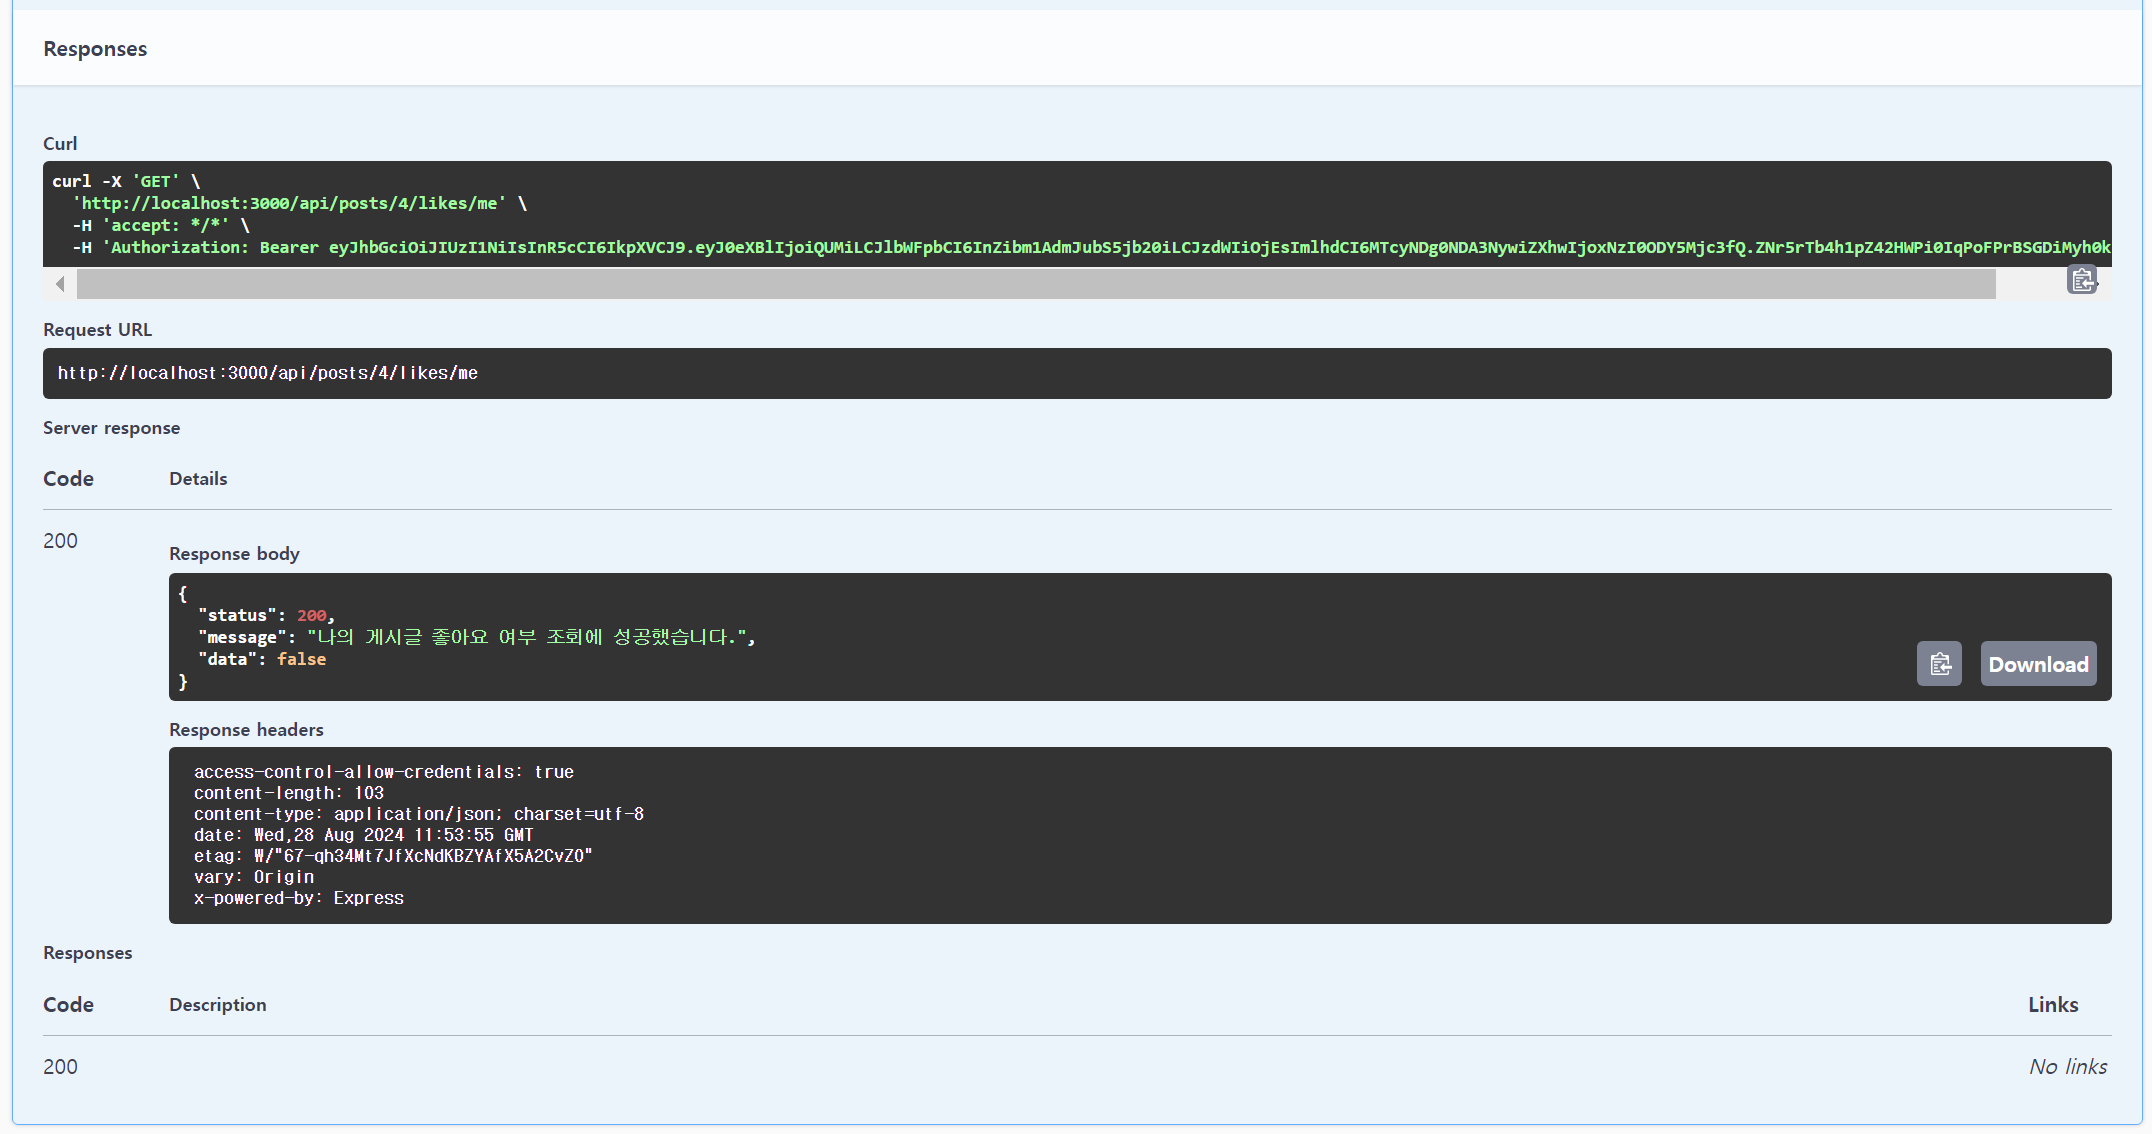 Responses
Curl
curl -X 'GET' \
'http://localhost:3000/api/posts/4/likes/me' \
-H 'accept: */*' \
-H 'Authorization: Bearer eyJhbGciOiJIUzI1NiIsInR5cCI6IkpXVCJ9.eyJ0eXBlIjoiQUMiLCJlbWFpbCI6InZibm1AdmJubS5jb20iLCJzdWIiOjEsImlhdCI6MTcyNDg0NDA3NywiZXhwIjoxNzI0ODY5Mjc3fQ.ZNr5rTb4h1pZ42HWPi0IqPoFPrBSGDiMyh0k
Request URL
http://localhost:3000/api/posts/4/likes/me
Server response
Code Details
200
Response body
{
"status": 200,
"message": "나의 게시글 좋아요 여부 조회에 성공했습니다.",
"data": false
}
Download
Response headers
access-control-allow-credentials: true
content-length: 103
content-type: application/json; charset=utf-8
date: Wed,28 Aug 2024 11:53:55 GMT
etag: W/"67-qh34Mt7JfXcNdKBZYAfX5A2CvZ0"
vary: Origin
x-powered-by: Express
Responses
Code Description Links
200 No links